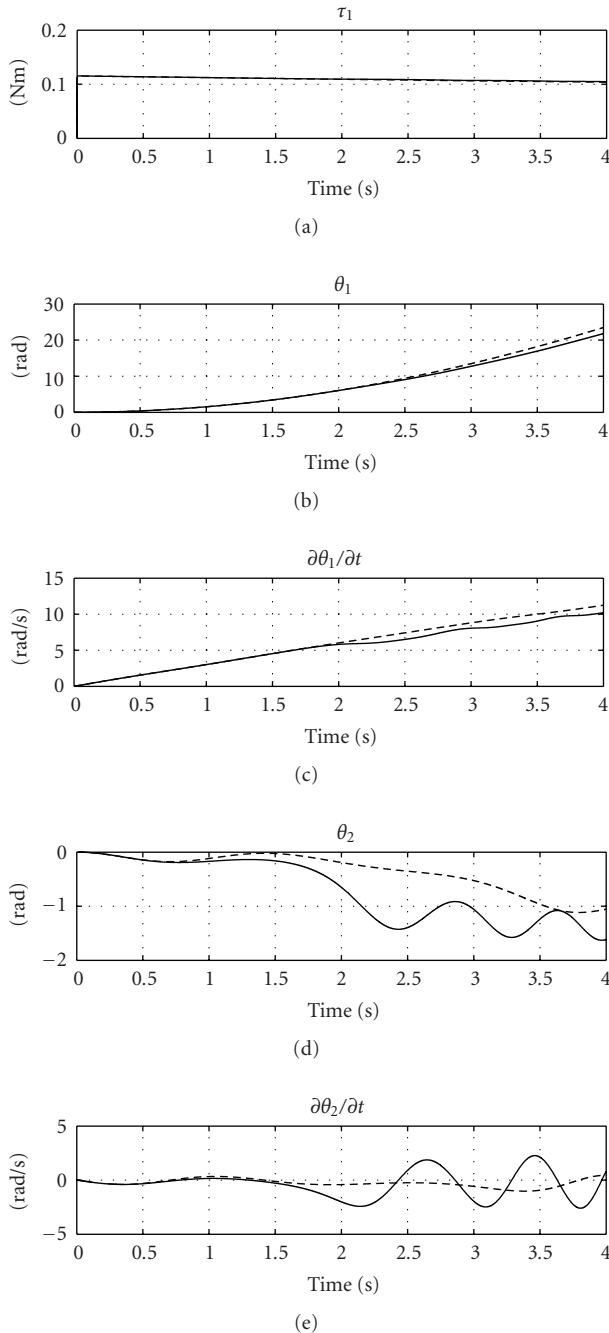 τ1
0.2
0.1
0
(Nm)
0 0.5 1 1.5 2 2.5 3 3.5 4
Time (s)
(a)
θ1
30
20
10
0
(rad)
0 0.5 1 1.5 2 2.5 3 3.5 4
Time (s)
(b)
∂θ1/∂t
15
10
5
0
(rad/s)
0 0.5 1 1.5 2 2.5 3 3.5 4
Time (s)
(c)
θ2
0
−1
−2
(rad)
0 0.5 1 1.5 2 2.5 3 3.5 4
Time (s)
(d)
∂θ2/∂t
5
0
−5
(rad/s)
0 0.5 1 1.5 2 2.5 3 3.5 4
Time (s)
(e)